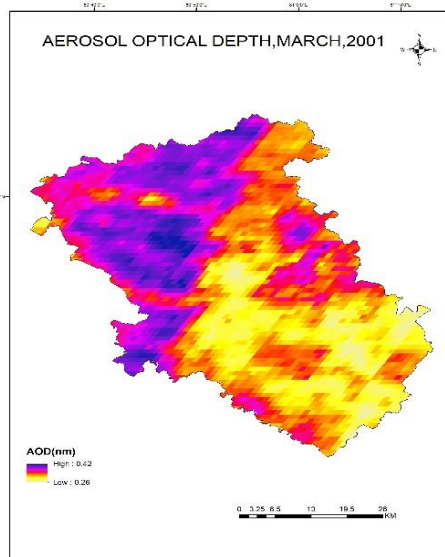 AEROSOL OPTICAL DEPTH,MARCH,2001
N
AOD(nm)
High : 0.42
Low : 0.26
0 3.25 6.5 13 19.5 26
KM